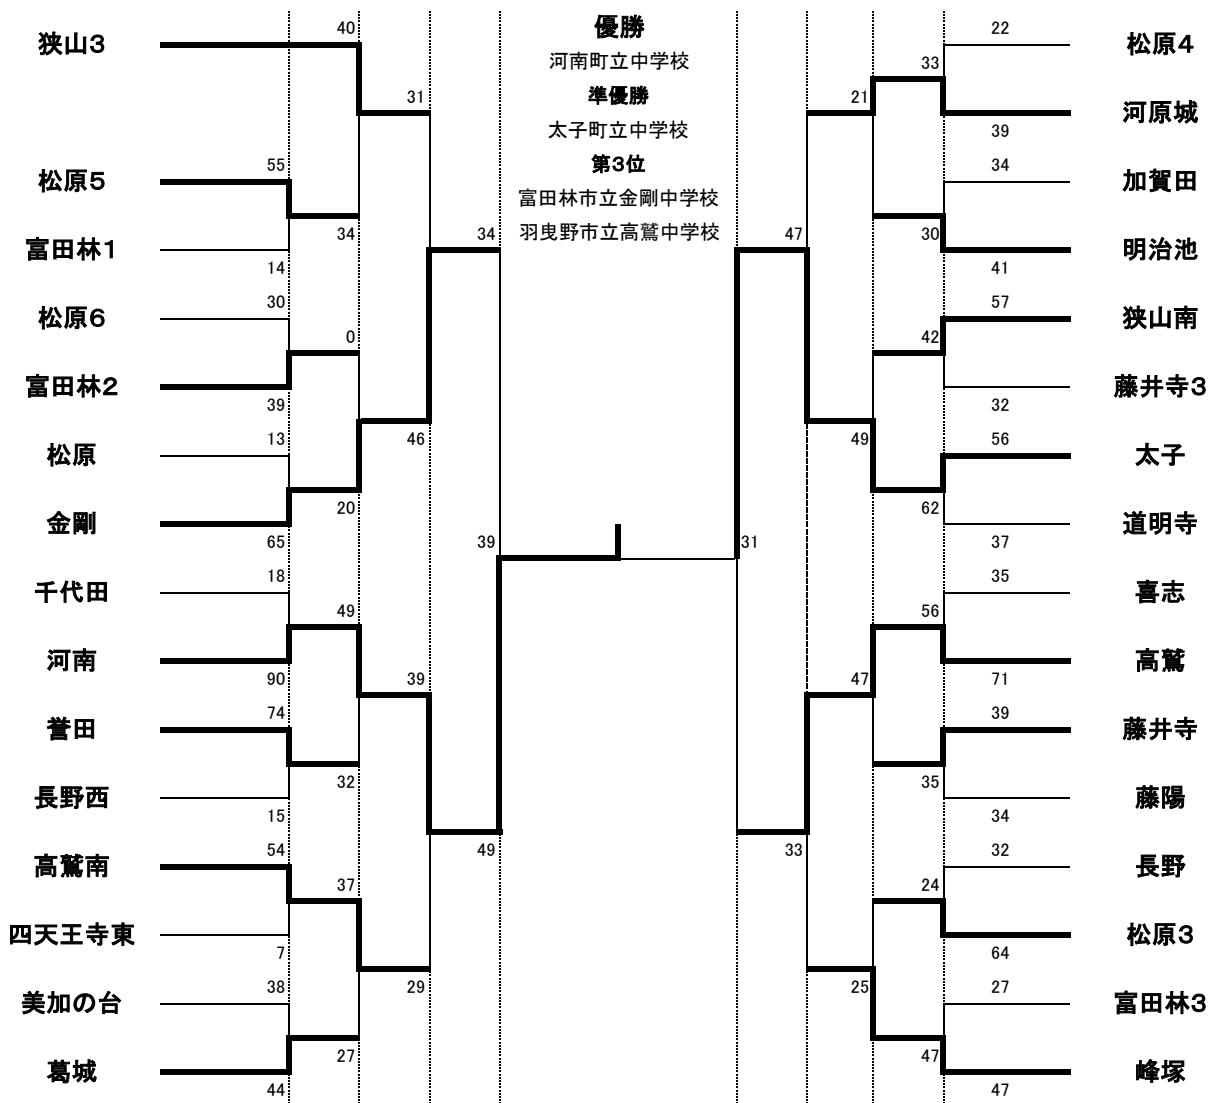 優勝
河南町立中学校
準優勝
太子町立中学校
第3位
富田林市立金剛中学校
羽曳野市立高鷲中学校
狭山3
40
31
松原5
55
34
富田林1
14
34
松原6
30
0
富田林2
39
46
松原
13
金剛
65
20
39
千代田
18
49
河南
90
39
誉田
74
32
長野西
15
49
高鷲南
54
37
四天王寺東
7
29
美加の台
38
27
葛城
44
22
松原4
33
21
河原城
39
34
加賀田
47
30
明治池
41
57
狭山南
42
藤井寺3
32
49
56
太子
62
道明寺
37
31
35
喜志
56
高鷲
71
47
39
藤井寺
35
藤陽
34
33
32
長野
24
松原3
64
25
27
富田林3
47
峰塚
47